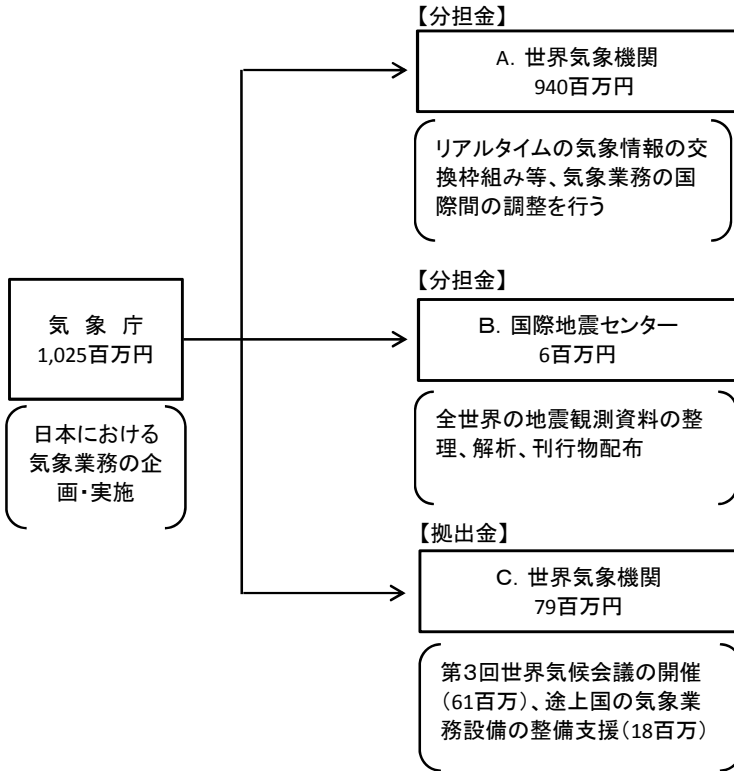 【分担金】
A. 世界気象機関
940百万円
リアルタイムの気象情報の交
換枠組み等、気象業務の国
際間の調整を行う
気 象 庁
1,025百万円
日本における
気象業務の企
画・実施
【分担金】
B. 国際地震センター
6百万円
全世界の地震観測資料の整
理、解析、刊行物配布
【拠出金】
C. 世界気象機関
79百万円
第3回世界気候会議の開催
(61百万)、途上国の気象業
務設備の整備支援(18百万)